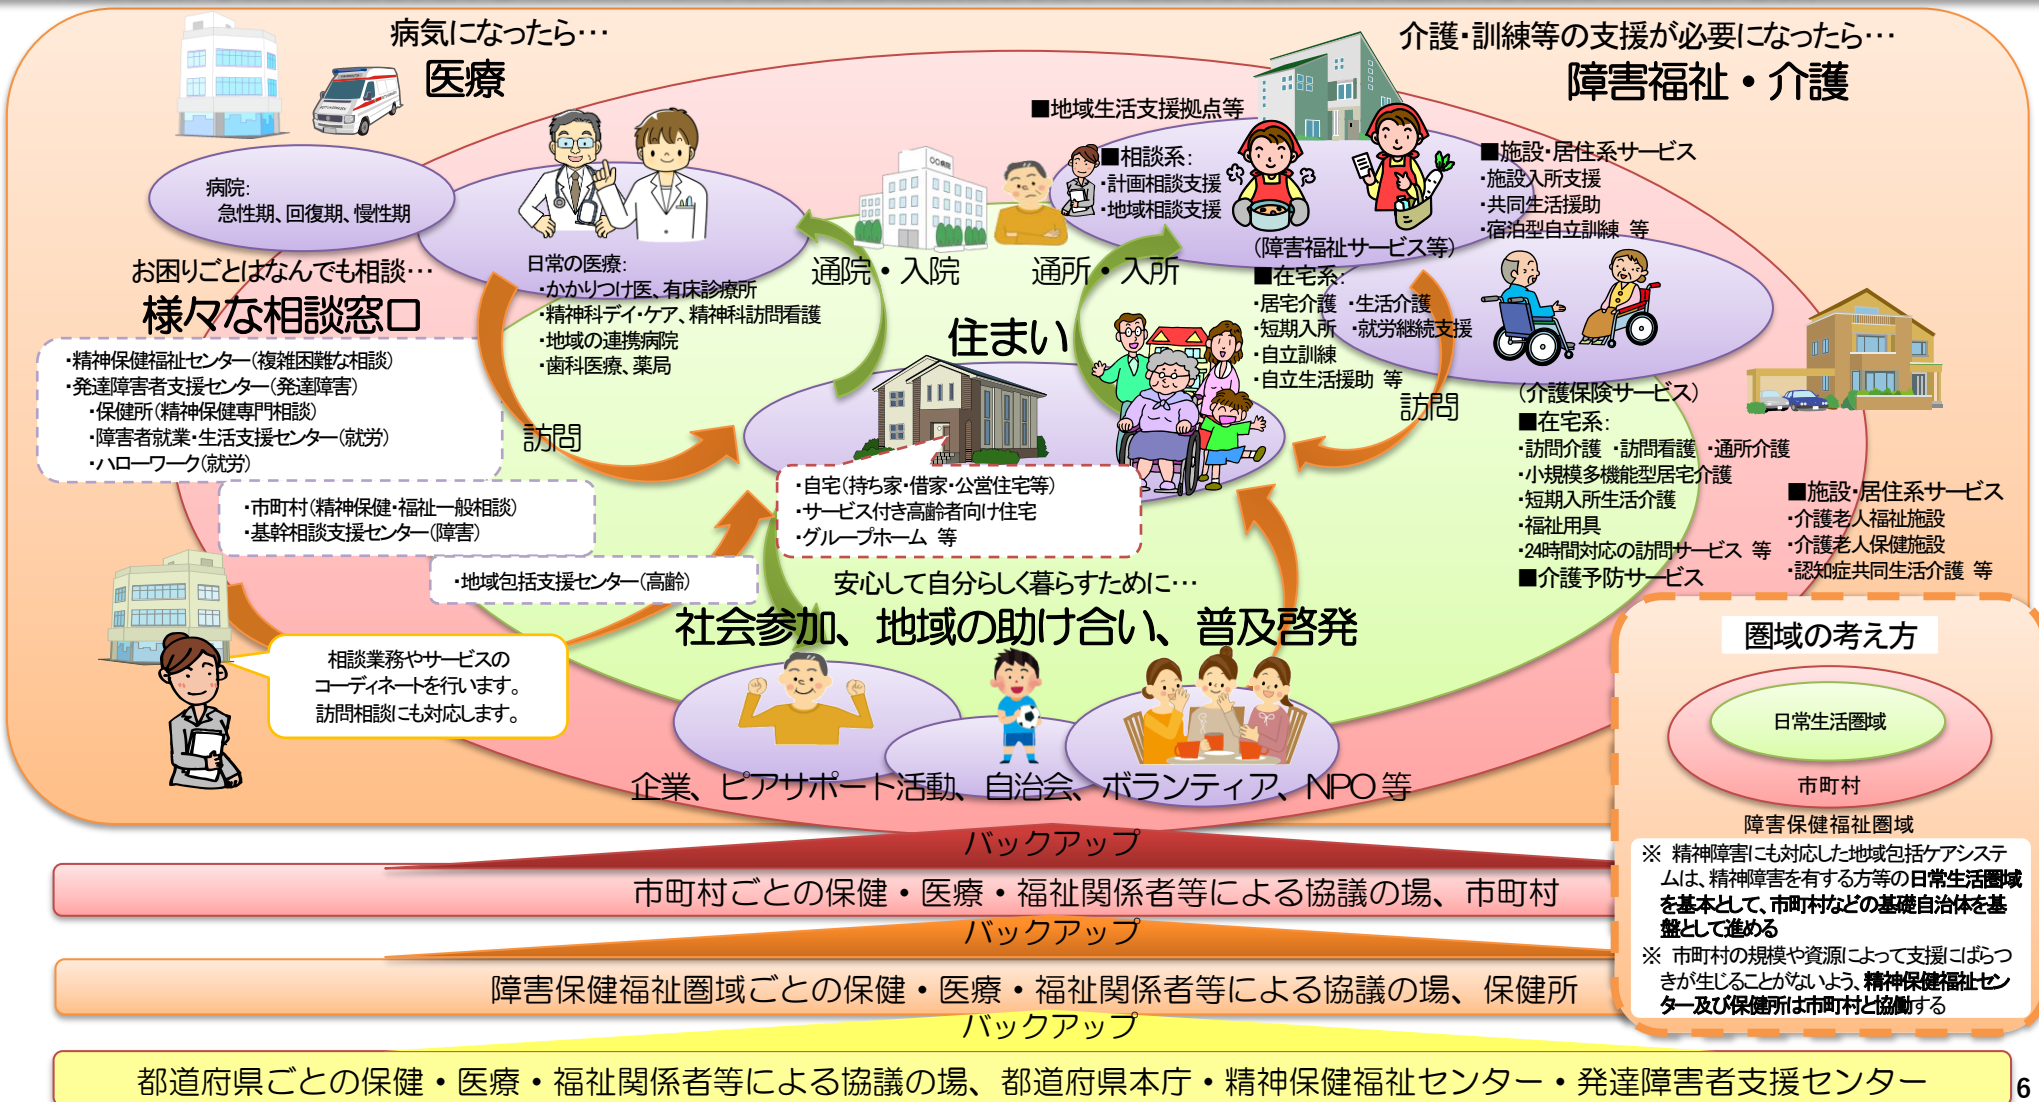 病気になったら…
医療
病院:
急性期、回復期、慢性期
日常の医療:
・かかりつけ医、有床診療所
・精神科デイ・ケア、精神科訪問看護
・地域の連携病院
・歯科医療、薬局
お困りごとはなんでも相談…
様々な相談窓口
・精神保健福祉センター(複雑困難な相談)
・発達障害者支援センター(発達障害)
・保健所(精神保健専門相談)
・障害者就業・生活支援センター(就労)
・ハローワーク(就労)
・市町村(精神保健・福祉一般相談)
・基幹相談支援センター(障害)
・地域包括支援センター(高齢)
相談業務やサービスの
コーディネートを行います。
訪問相談にも対応します。
訪問
○○病院
通院・入院
通所・入所
住まい
・自宅(持ち家・借家・公営住宅等)
・サービス付き高齢者向け住宅
・グループホーム 等
介護・訓練等の支援が必要になったら…
障害福祉・介護
■地域生活支援拠点等
■相談系:
・計画相談支援
・地域相談支援
■施設・居住系サービス
・施設入所支援
・共同生活援助
・宿泊型自立訓練 等
(障害福祉サービス等)
■在宅系:
・居宅介護 ・生活介護
・短期入所 ・就労継続支援
・自立訓練
・自立生活援助 等
訪問
(介護保険サービス)
■在宅系:
・訪問介護 ・訪問看護 ・通所介護
・小規模多機能型居宅介護
・短期入所生活介護
・福祉用具
・24時間対応の訪問サービス 等
■介護予防サービス
■施設・居住系サービス
・介護老人福祉施設
・介護老人保健施設
・認知症共同生活介護 等
安心して自分らしく暮らすために…
社会参加、地域の助け合い、普及啓発
企業、ピアサポート活動、自治会、ボランティア、NPO 等
圏域の考え方
日常生活圏域
市町村
障害保健福祉圏域
※ 精神障害にも対応した地域包括ケアシステ
ムは、精神障害を有する方等の日常生活圏域
を基本として、市町村などの基礎自治体を基
盤として進める
※ 市町村の規模や資源によって支援にばらつ
きが生じることがないよう、精神保健福祉セン
ター及び保健所は市町村と協働する
バックアップ
市町村ごとの保健・医療・福祉関係者等による協議の場、市町村
バックアップ
障害保健福祉圏域ごとの保健・医療・福祉関係者等による協議の場、保健所
バックアップ
都道府県ごとの保健・医療・福祉関係者等による協議の場、都道府県本庁・精神保健福祉センター・発達障害者支援センター
6